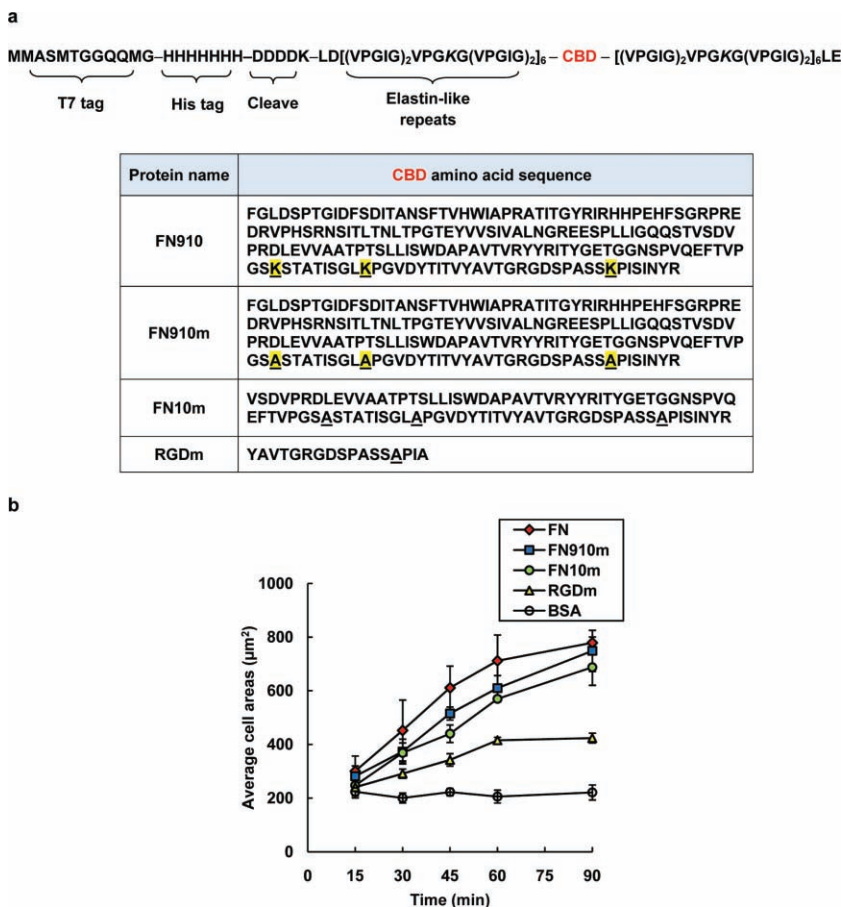 a
MMASMTGGQQMG–HHHHHHH–DDDDK–LD[(VPGIG)₂VPGKG(VPGIG)₂]₆ – CBD – [(VPGIG)₂VPGKG(VPGIG)₂]₆LE
T7 tag His tag Cleave Elastin-like
repeats
Protein name CBD amino acid sequence
FN910
FGLDSPTGIDFSDITANSFTVHWIAPRATITGYRIRHHPEHFSGRPRE
DRVPHSRNSITLTNLTPGTEYVVSIVALNGREESPLLIGQQSTVSDV
PRDLEVVAATPTSLLISWDAPAVTVRYYRITYGETGGNSPVQEFTVP
GSKSTATISGLKPGVDYTITVYAVTGRGDSPASSKPISINYR
FN910m
FGLDSPTGIDFSDITANSFTVHWIAPRATITGYRIRHHPEHFSGRPRE
DRVPHSRNSITLTNLTPGTEYVVSIVALNGREESPLLIGQQSTVSDV
PRDLEVVAATPTSLLISWDAPAVTVRYYRITYGETGGNSPVQEFTVP
GSASTATISGLAPGVDYTITVYAVTGRGDSPASSAPISINYR
FN10m
VSDVPRDLEVVAATPTSLLISWDAPAVTVRYYRITYGETGGNSPVQ
EFTVPGSASTATISGLAPGVDYTITVYAVTGRGDSPASSAPISINYR
RGDm
YAVTGRGDSPASSAPIA
b
FN
FN910m
FN10m
RGDm
BSA
Average cell areas (µm²)
1000
800
600
400
200
0
0 15 30 45 60 75 90
Time (min)